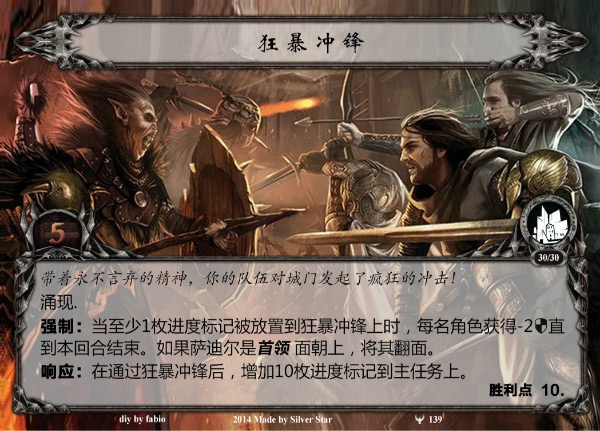 狂暴冲锋
5
30/30
带着永不言弃的精神，你的队伍对城门发起了疯狂的冲击！
涌现.
强制：当至少1枚进度标记被放置到狂暴冲锋上时，每名角色获得-2直
到本回合结束。如果萨迪尔是首领 面朝上，将其翻面。
响应：在通过狂暴冲锋后，增加10枚进度标记到主任务上。
胜利点 10.
diy by fabio 2014 Made by Silver Star 139